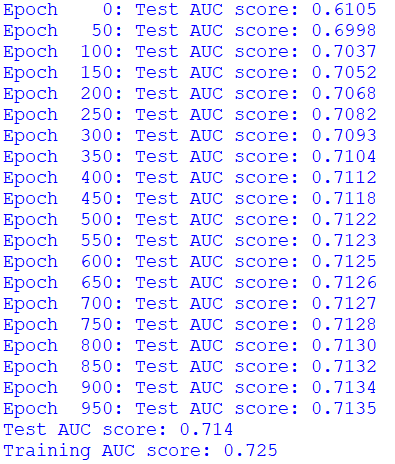 Epoch    0: Test AUC score: 0.6105
Epoch   50: Test AUC score: 0.6998
Epoch  100: Test AUC score: 0.7037
Epoch  150: Test AUC score: 0.7052
Epoch  200: Test AUC score: 0.7068
Epoch  250: Test AUC score: 0.7082
Epoch  300: Test AUC score: 0.7093
Epoch  350: Test AUC score: 0.7104
Epoch  400: Test AUC score: 0.7112
Epoch  450: Test AUC score: 0.7118
Epoch  500: Test AUC score: 0.7122
Epoch  550: Test AUC score: 0.7123
Epoch  600: Test AUC score: 0.7125
Epoch  650: Test AUC score: 0.7126
Epoch  700: Test AUC score: 0.7127
Epoch  750: Test AUC score: 0.7128
Epoch  800: Test AUC score: 0.7130
Epoch  850: Test AUC score: 0.7132
Epoch  900: Test AUC score: 0.7134
Epoch  950: Test AUC score: 0.7135
Test AUC score: 0.714
Training AUC score: 0.725